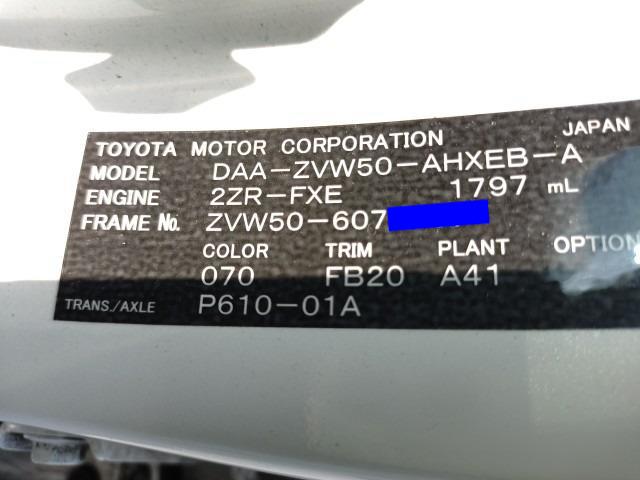 TOYOTA MOTOR CORPORATION JAPAN
MODEL DAA-ZVW50-AHXEB-A
ENGINE 2ZR-FXE 1797 mL
FRAME No. ZVW50-607
COLOR TRIM PLANT OPTION
070 FB20 A41
TRANS./AXLE P610-01A